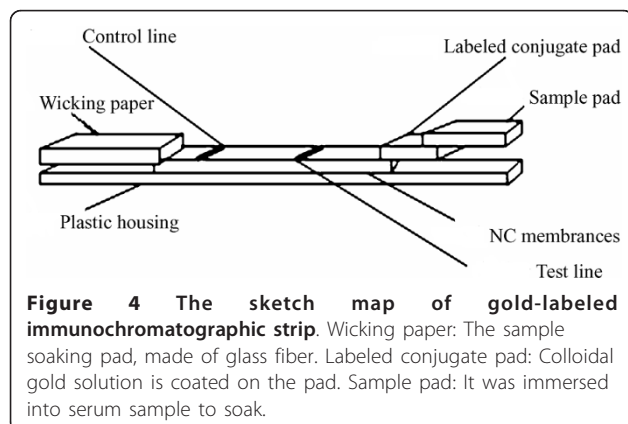 Control line
Labeled conjugate pad
Wicking paper
Sample pad
Plastic housing
NC membrances
Test line
Figure 4 The sketch map of gold-labeled
immunochromatographic strip. Wicking paper: The sample
soaking pad, made of glass fiber. Labeled conjugate pad: Colloidal
gold solution is coated on the pad. Sample pad: It was immersed
into serum sample to soak.